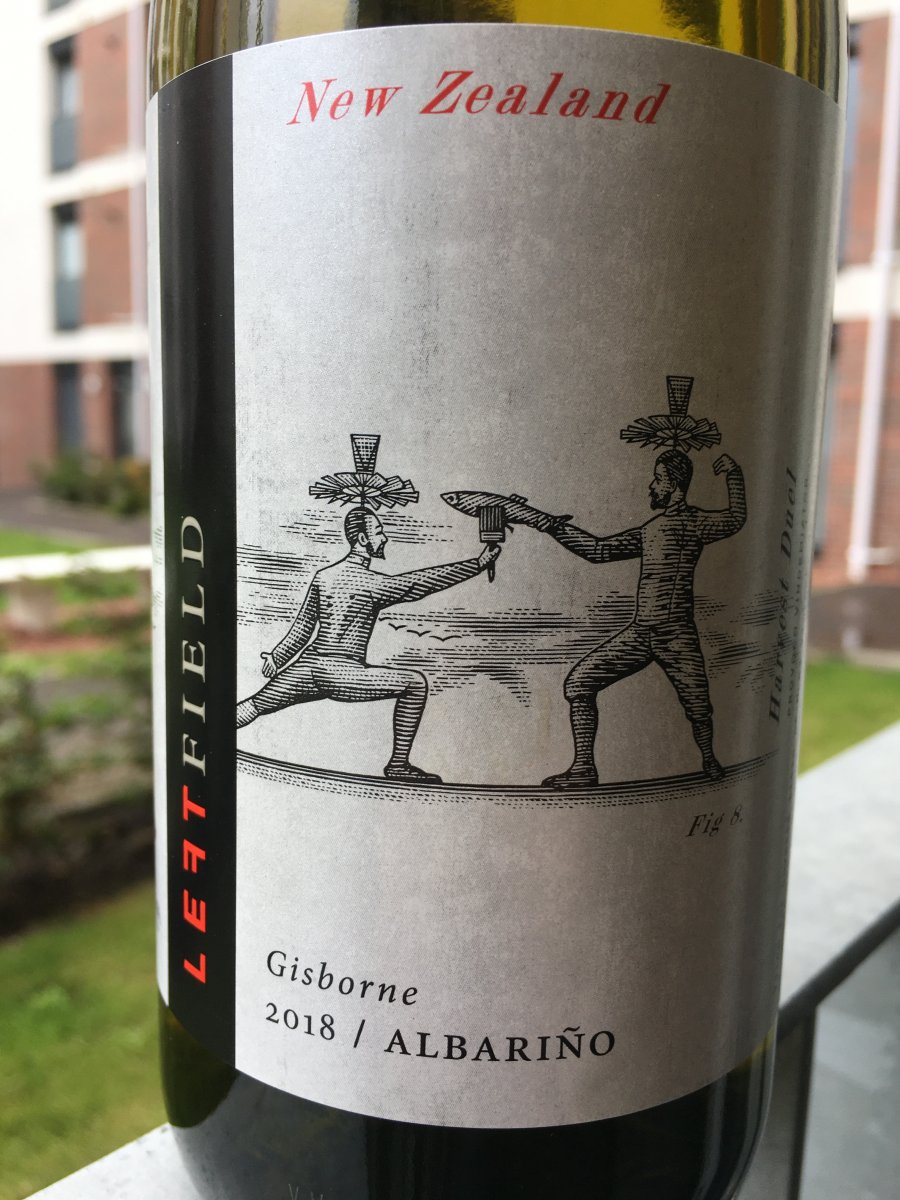 New Zealand
LEFTFIELD
Harvest Duel
Fig 8.
Gisborne
2018 / ALBARIÑO